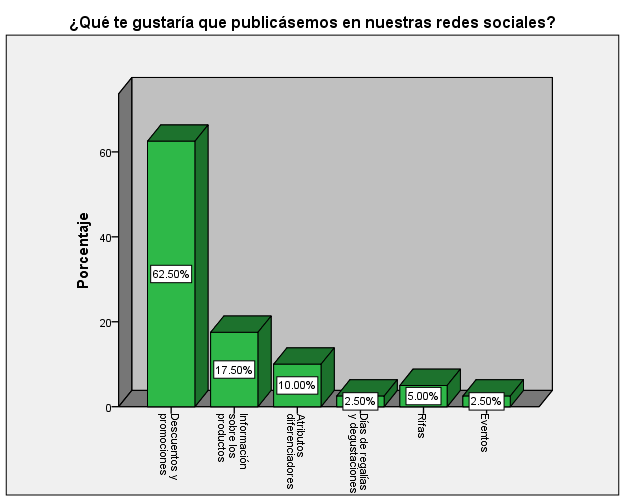 ¿Qué te gustaría que publicásemos en nuestras redes sociales?
Porcentaje
60
40
20
0
62.50%
17.50%
10.00%
2.50%
5.00%
2.50%
Descuentos y
promociones
Información
sobre los
productos
Atributos
diferenciadores
Días de regalías
y degustaciones
Rifas
Eventos